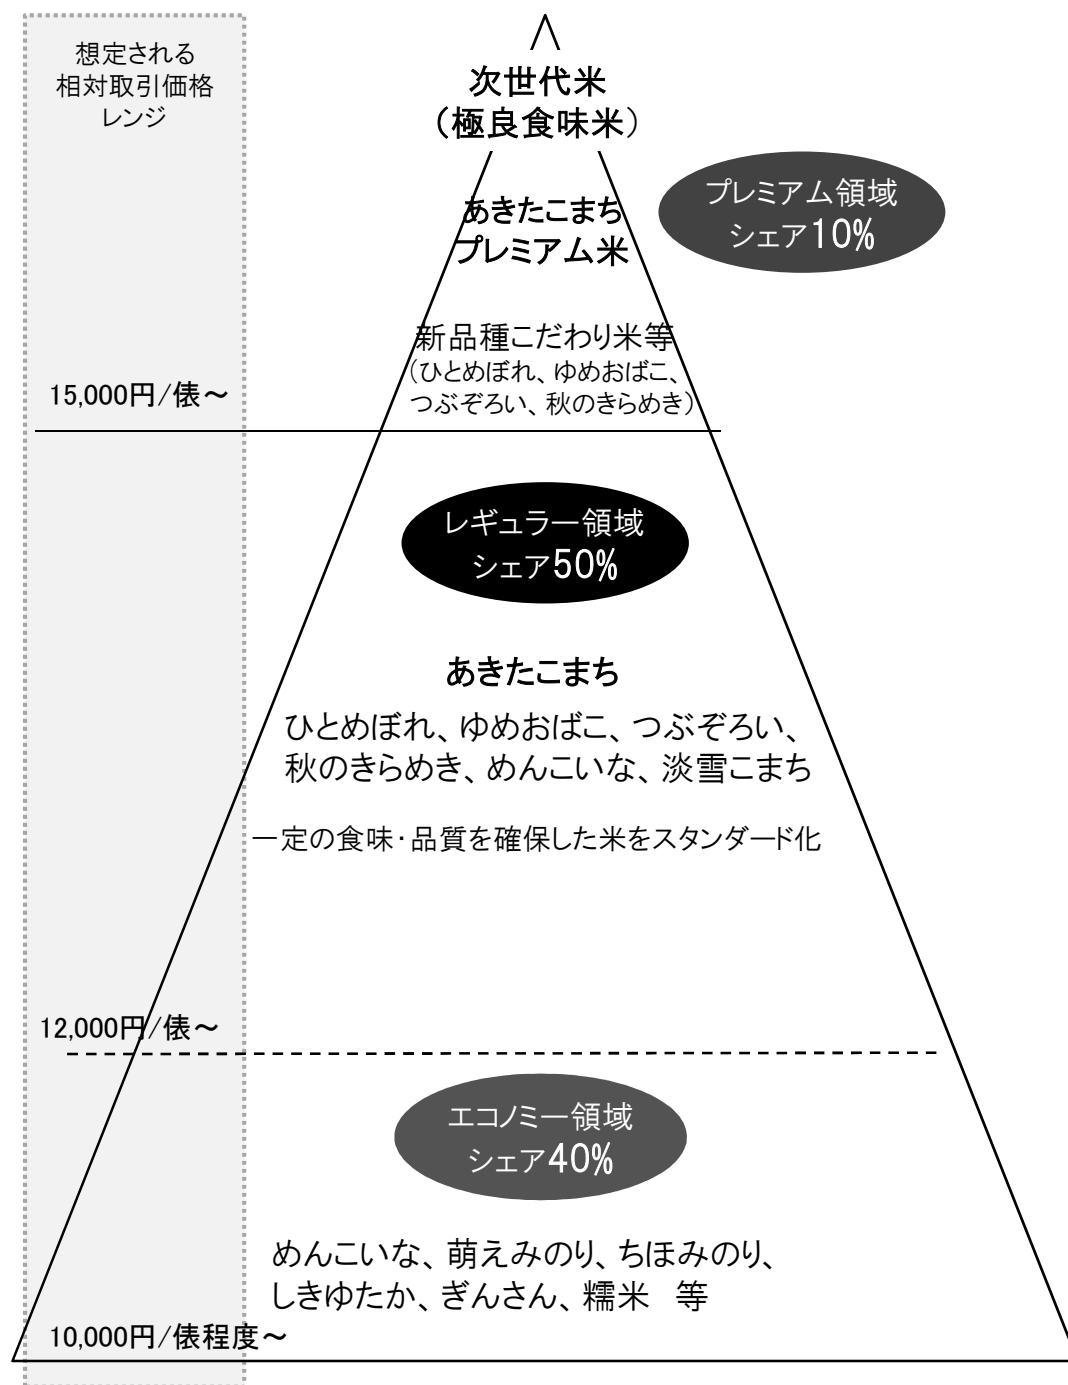 想定される
相対取引価格
レンジ
次世代米
（極良食味米）
プレミアム領域
シェア10%
あきたこまち
プレミアム米
新品種こだわり米等
（ひとめぼれ、ゆめおばこ、
つぶぞろい、秋のきらめき）
15,000円/俵～
レギュラー領域
シェア50%
あきたこまち
ひとめぼれ、ゆめおばこ、つぶぞろい、
秋のきらめき、めんこいな、淡雪こまち
一定の食味・品質を確保した米をスタンダード化
12,000円/俵～
エコノミー領域
シェア40%
めんこいな、萌えみのり、ちほみのり、
しきゆたか、ぎんさん、糯米　等
10,000円/俵程度～